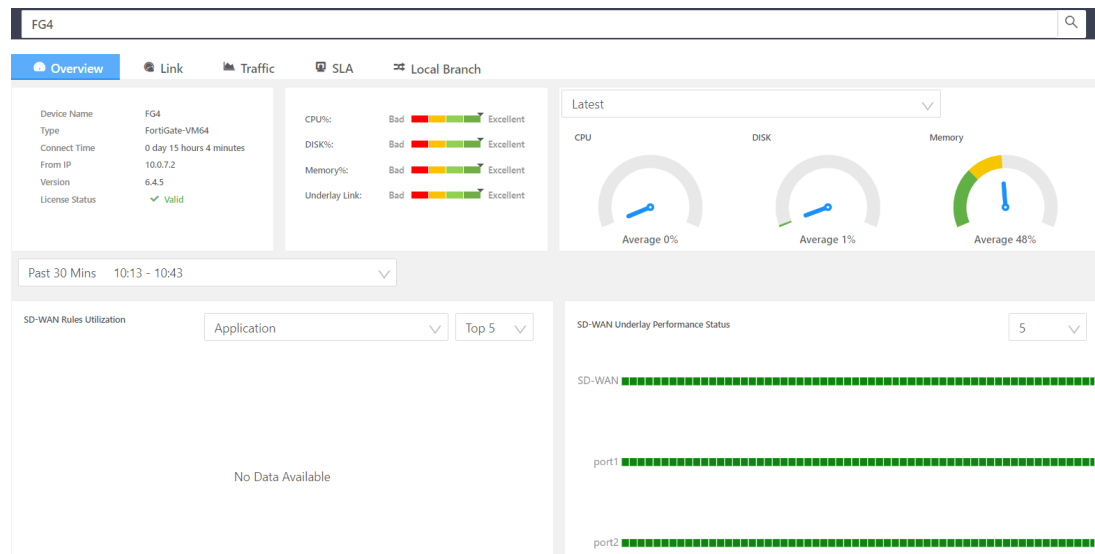 FG4
Overview Link Traffic SLA Local Branch
Device Name FG4
Type FortiGate-VM64
Connect Time 0 day 15 hours 4 minutes
From IP 10.0.7.2
Version 6.4.5
License Status Valid
CPU%: Bad Excellent
DISK%: Bad Excellent
Memory%: Bad Excellent
Underlay Link: Bad Excellent
Latest
CPU DISK Memory
Average 0% Average 1% Average 48%
Past 30 Mins 10:13 - 10:43
SD-WAN Rules Utilization Application Top 5
No Data Available
SD-WAN Underlay Performance Status 5
SD-WAN
port1
port2